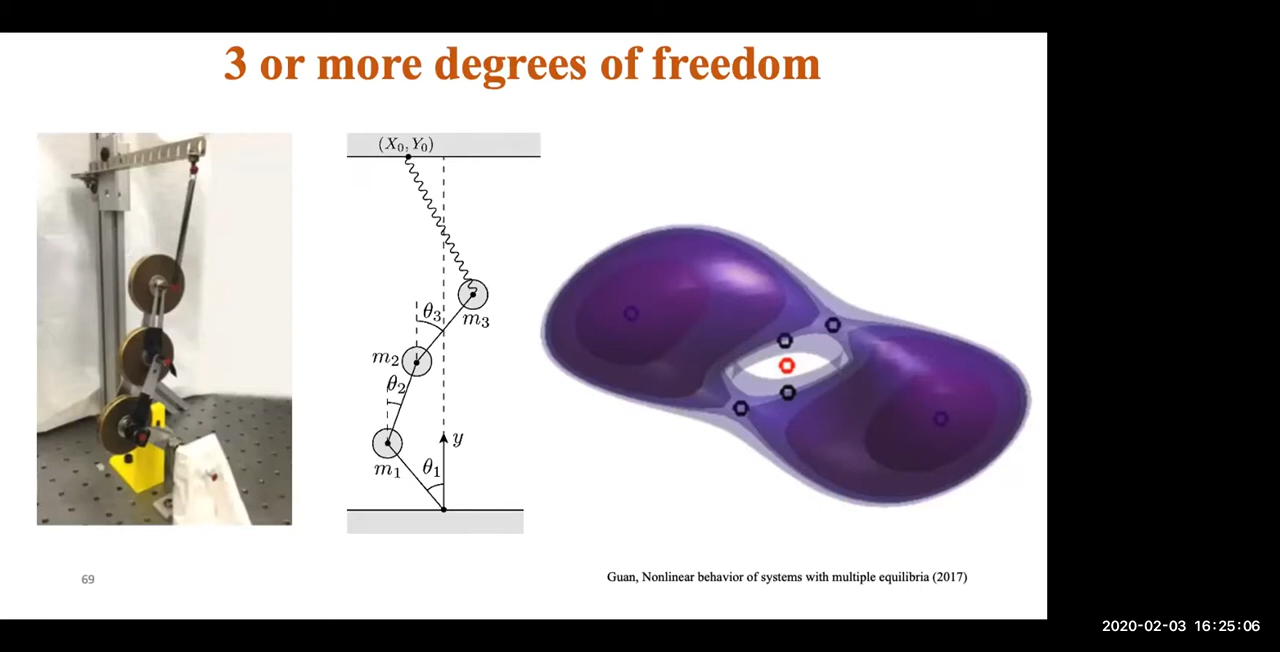 3 or more degrees of freedom
(X₀, Y₀)
θ₃
m₃
m₂
θ₂
y
m₁
θ₁
69
Guan, Nonlinear behavior of systems with multiple equilibria (2017)
2020-02-03 16:25:06